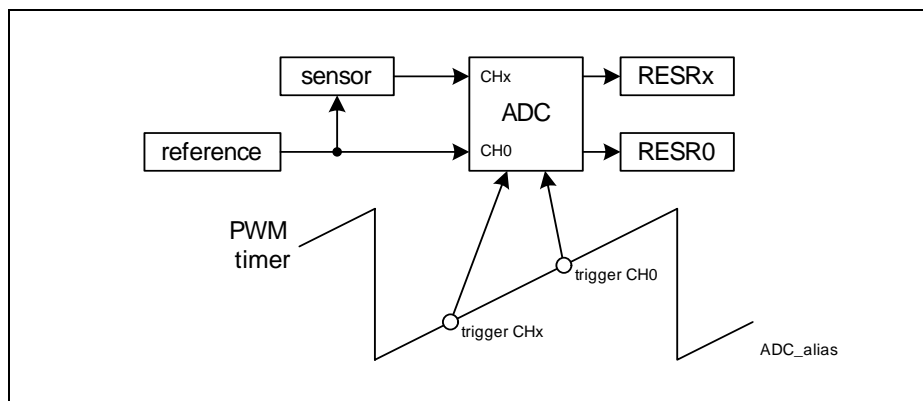 sensor
CHx
RESRx
ADC
reference
CH0
RESR0
PWM
timer
trigger CH0
trigger CHx
ADC_alias